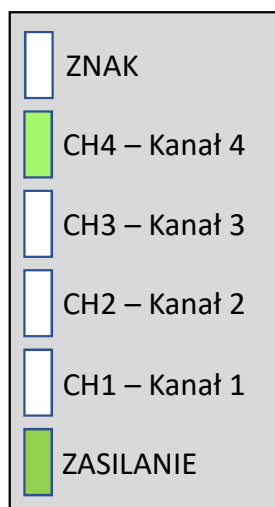 ZNAK
CH4 – Kanał 4
CH3 – Kanał 3
CH2 – Kanał 2
CH1 – Kanał 1
ZASILANIE